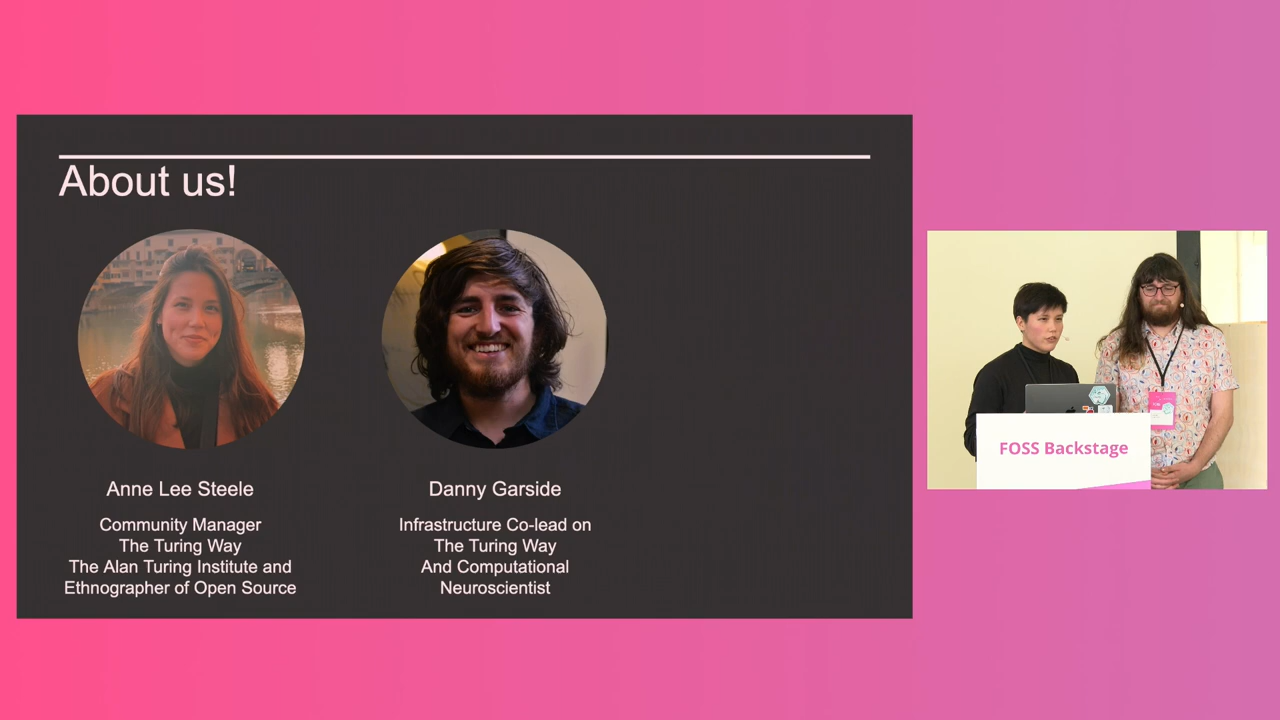 About us!
Anne Lee Steele
Community Manager
The Turing Way
The Alan Turing Institute and
Ethnographer of Open Source
Danny Garside
Infrastructure Co-lead on
The Turing Way
And Computational
Neuroscientist
FOSS Backstage